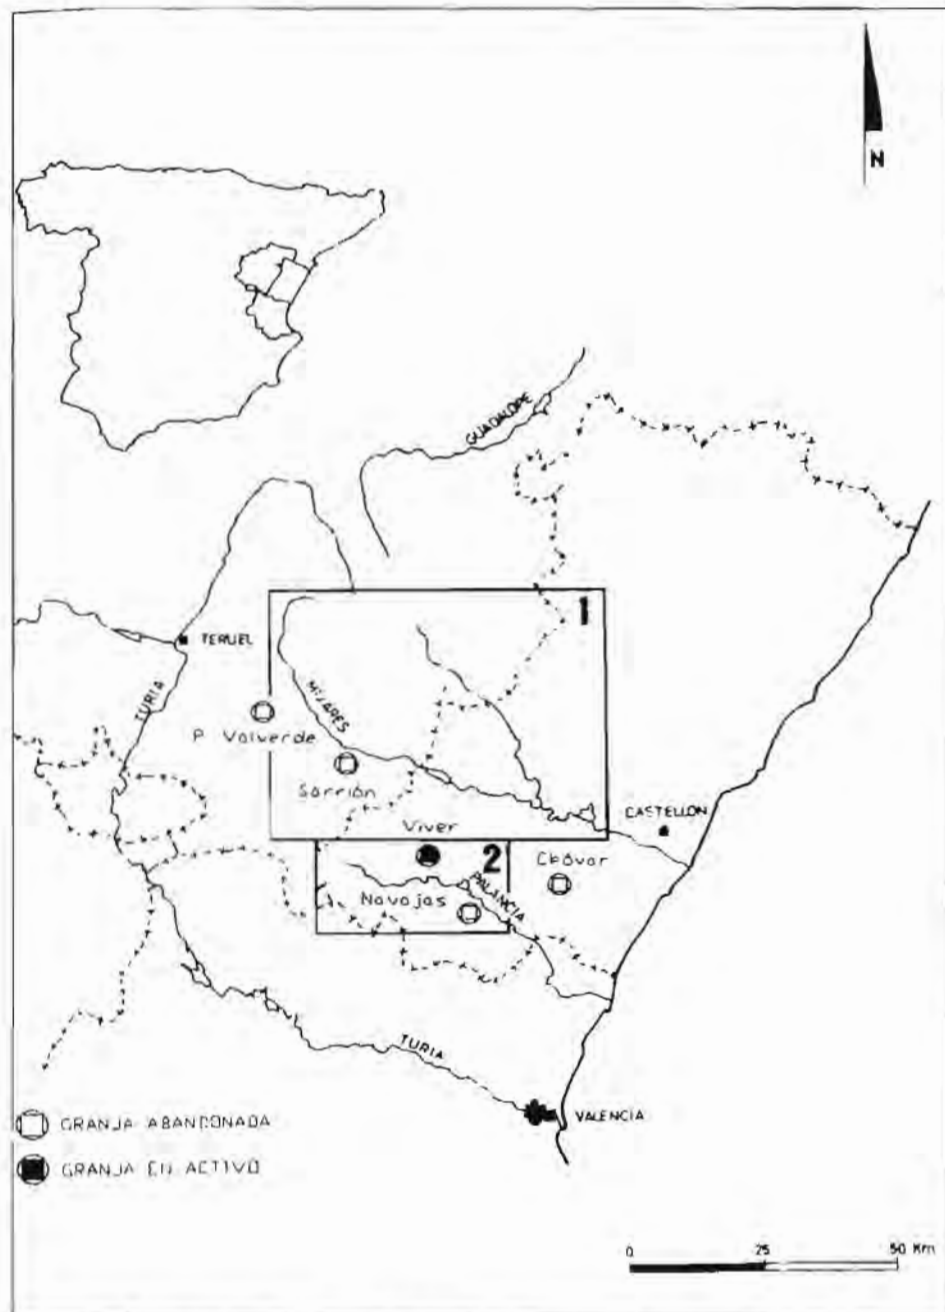 N
GUADALOPE
1
TERUEL
TURIA
MIJARES
P. Valverde
Sarrión
CASTELLON
Viver
2
Chóvar
PALANCIA
Navajas
TURIA
VALENCIA
GRANJA ABANDONADA
GRANJA EN ACTIVO
0 25 50 Km